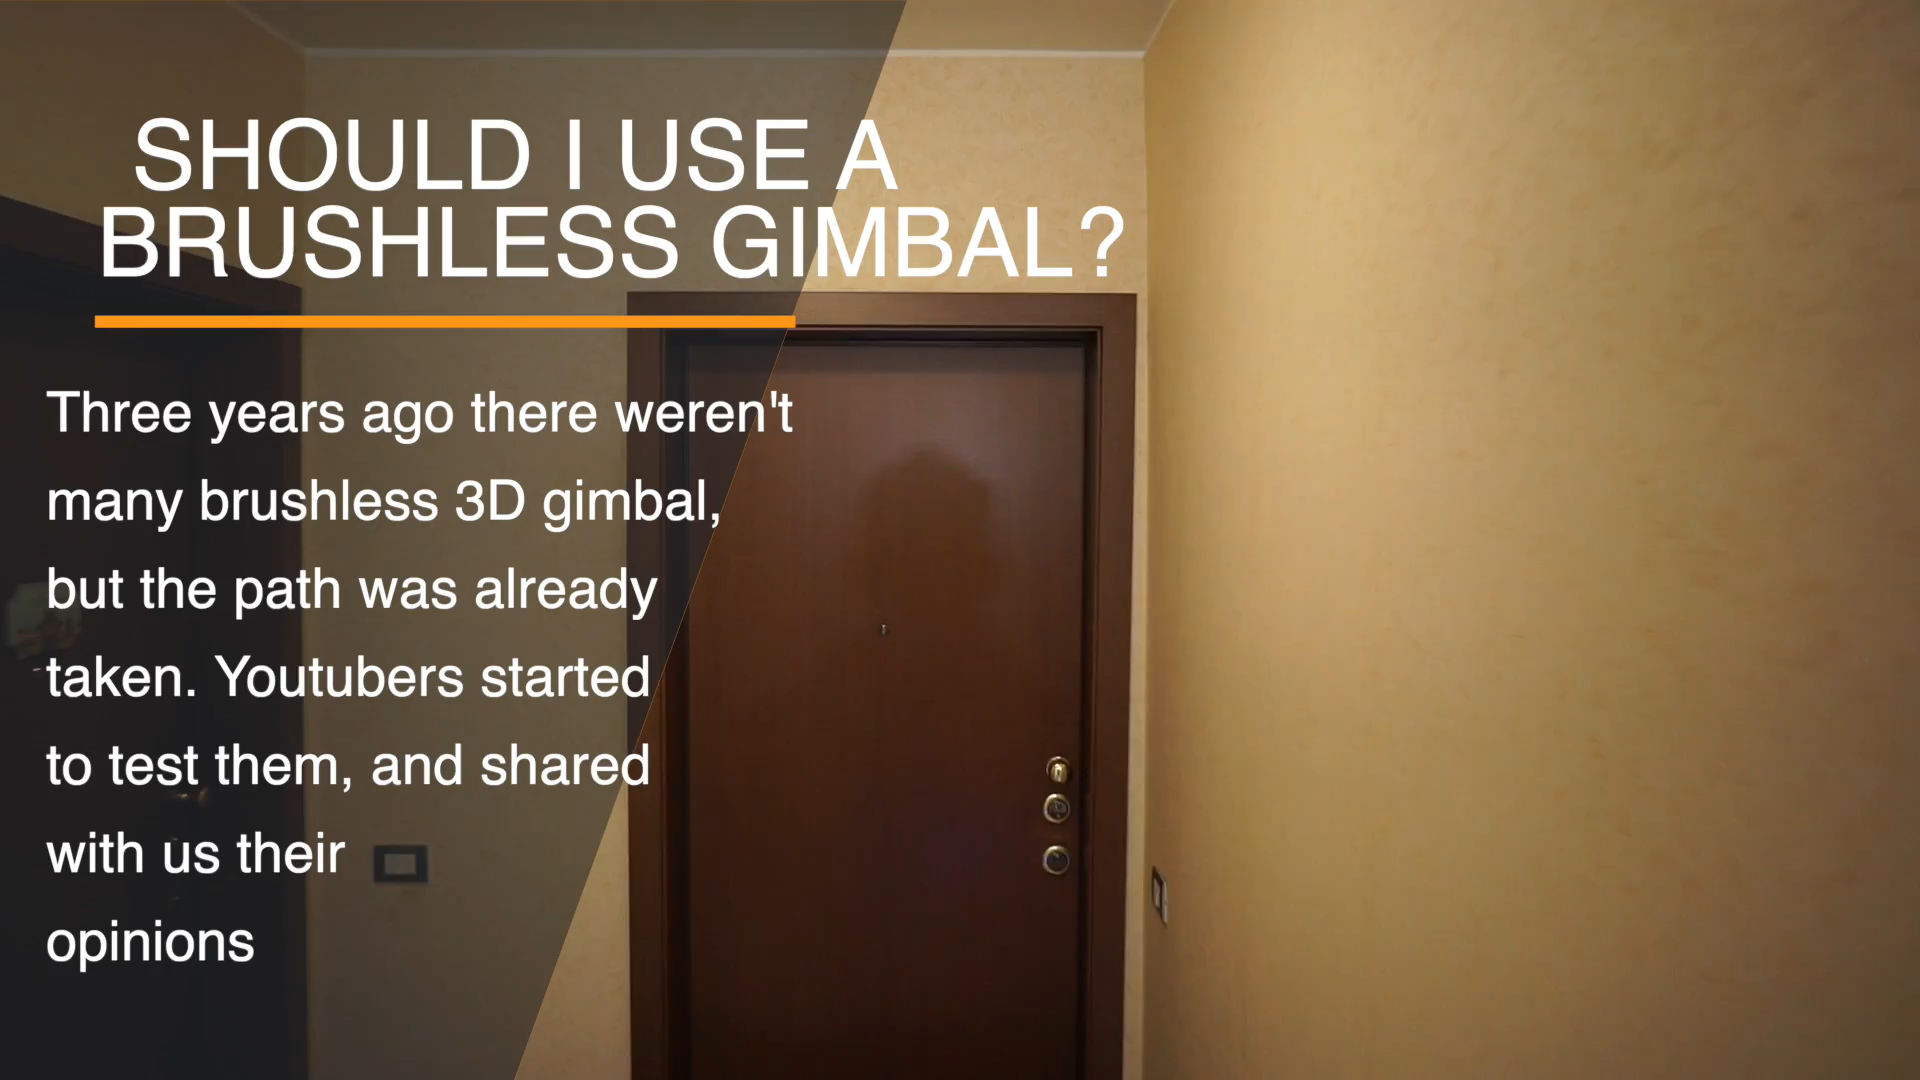 SHOULD I USE A
BRUSHLESS GIMBAL?
Three years ago there weren't
many brushless 3D gimbal,
but the path was already
taken. Youtubers started
to test them, and shared
with us their
opinions